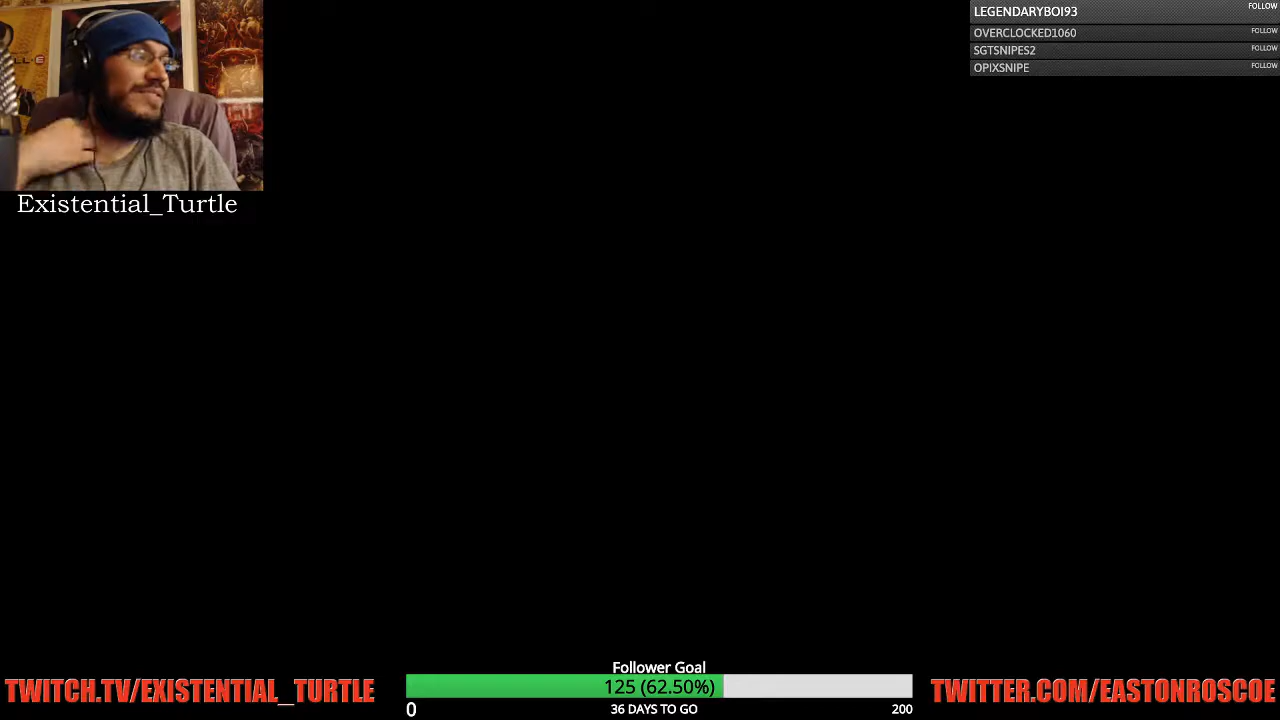 LEGENDARYBOI93 FOLLOW
OVERCLOCKED1060 FOLLOW
SGTSNIPES2 FOLLOW
OPIXSNIPE FOLLOW
LL-E
Existential_Turtle
Follower Goal
125 (62.50%)
TWITCH.TV/EXISTENTIAL_TURTLE
TWITTER.COM/EASTONROSCOE
0 36 DAYS TO GO 200